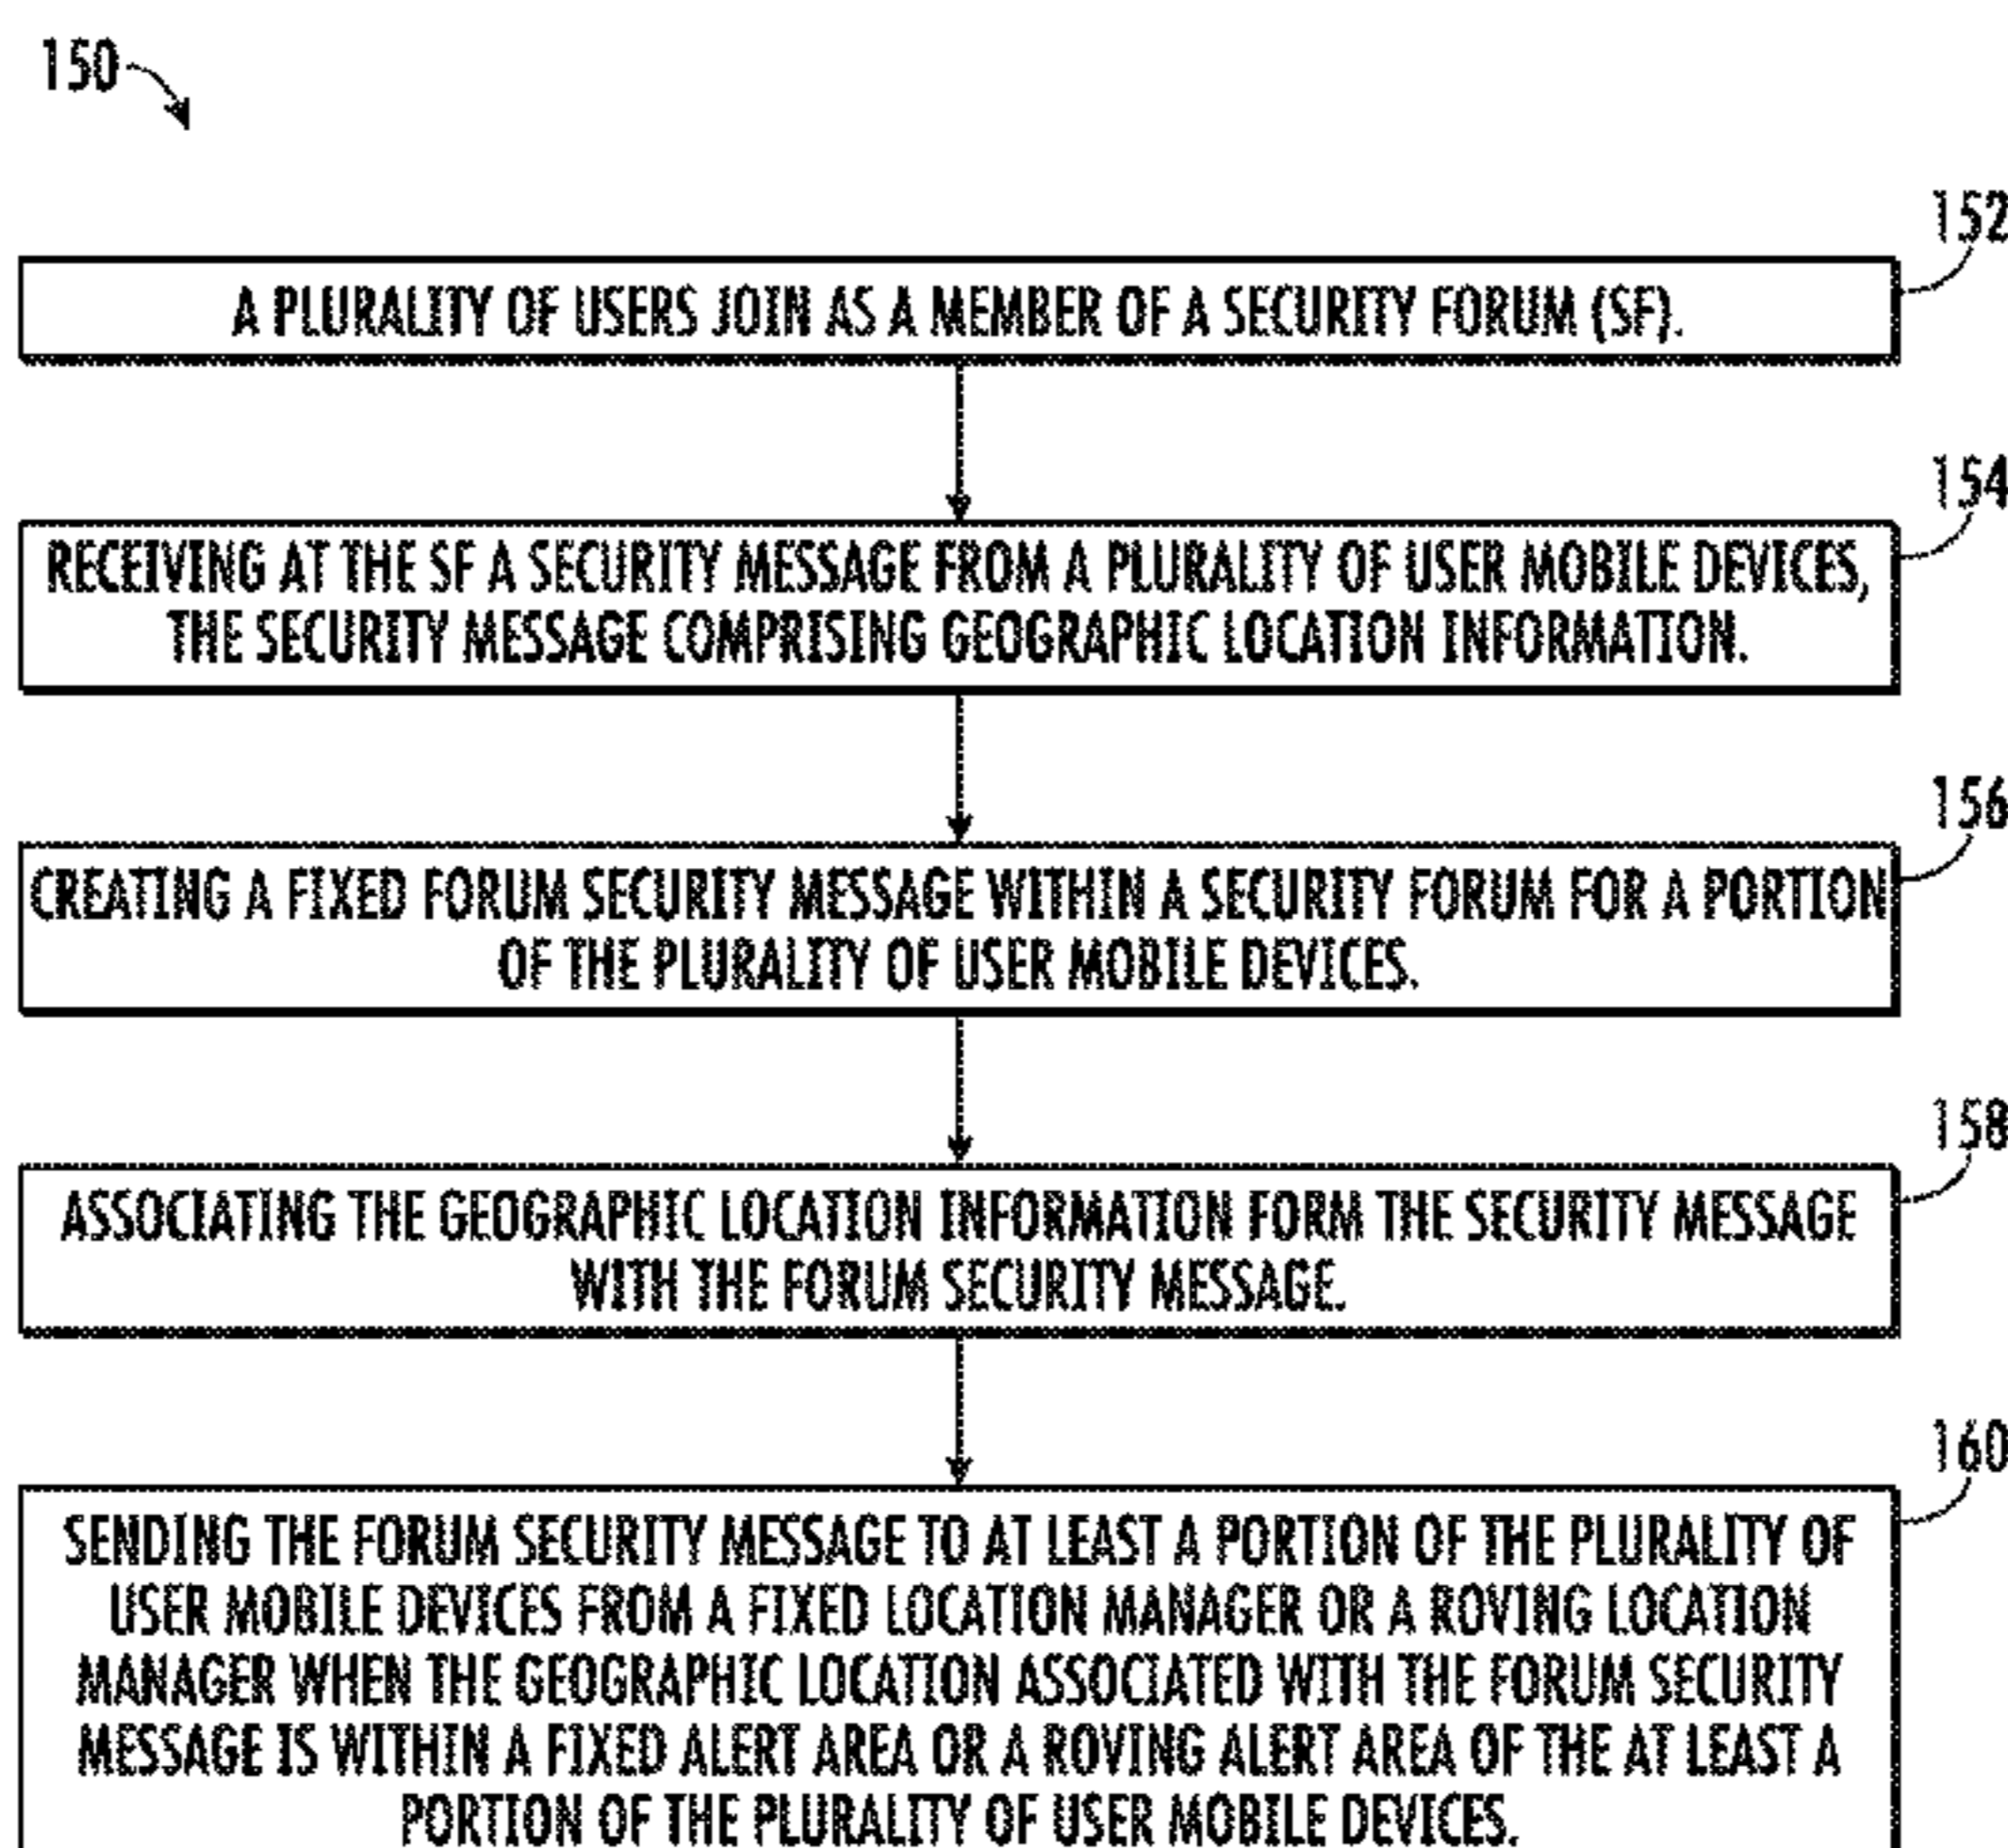 150
152
A PLURALITY OF USERS JOIN AS A MEMBER OF A SECURITY FORUM (SF).
154
RECEIVING AT THE SF A SECURITY MESSAGE FROM A PLURALITY OF USER MOBILE DEVICES,
THE SECURITY MESSAGE COMPRISING GEOGRAPHIC LOCATION INFORMATION.
156
CREATING A FIXED FORUM SECURITY MESSAGE WITHIN A SECURITY FORUM FOR A PORTION
OF THE PLURALITY OF USER MOBILE DEVICES.
158
ASSOCIATING THE GEOGRAPHIC LOCATION INFORMATION FORM THE SECURITY MESSAGE
WITH THE FORUM SECURITY MESSAGE.
160
SENDING THE FORUM SECURITY MESSAGE TO AT LEAST A PORTION OF THE PLURALITY OF
USER MOBILE DEVICES FROM A FIXED LOCATION MANAGER OR A ROVING LOCATION
MANAGER WHEN THE GEOGRAPHIC LOCATION ASSOCIATED WITH THE FORUM SECURITY
MESSAGE IS WITHIN A FIXED ALERT AREA OR A ROVING ALERT AREA OF THE AT LEAST A
PORTION OF THE PLURALITY OF USER MOBILE DEVICES.